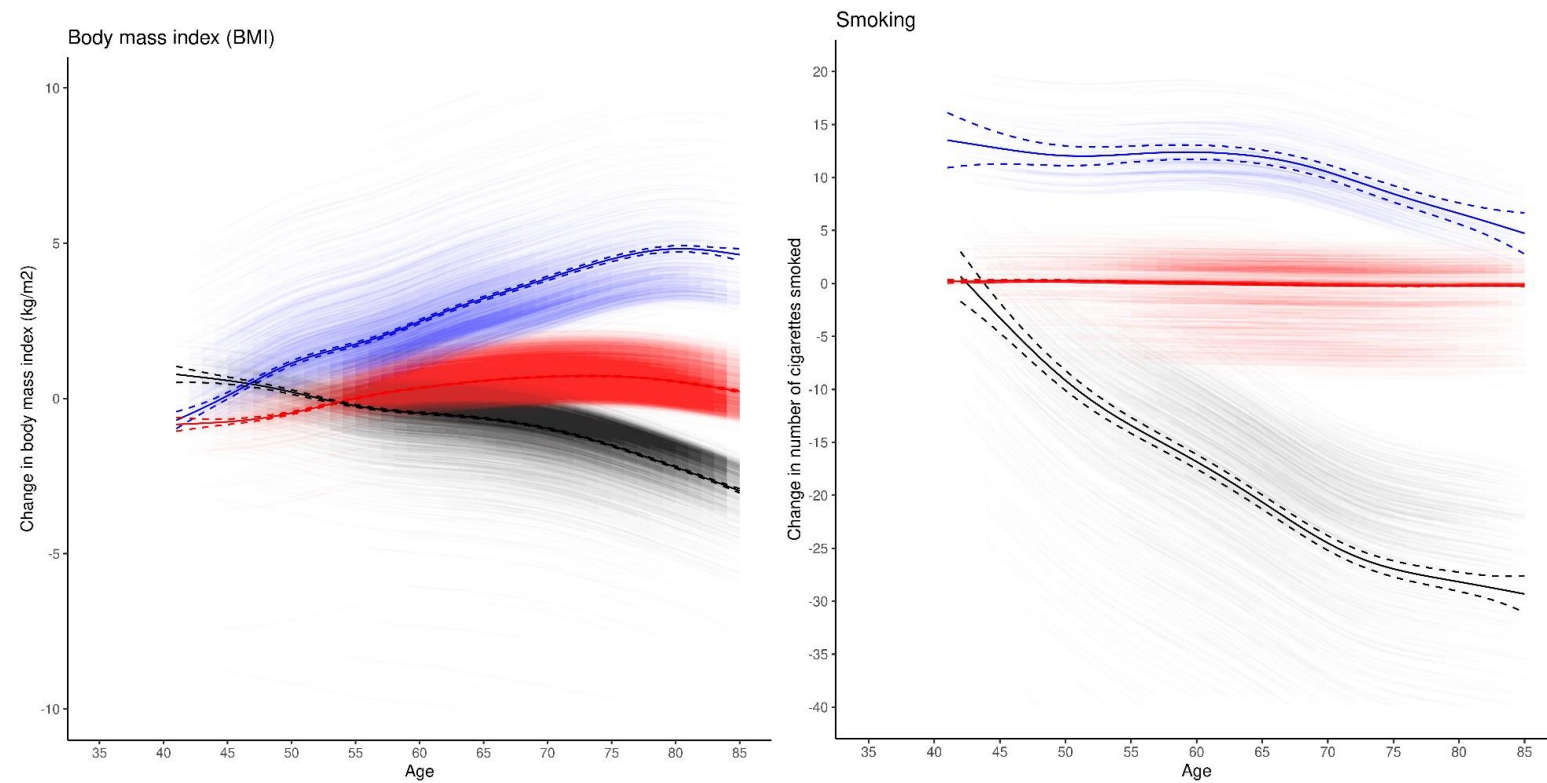 Body mass index (BMI)
Change in body mass index (kg/m2)
10
5
0
-5
-10
35 40 45 50 55 60 65 70 75 80 85
Age
Smoking
Change in number of cigarettes smoked
20
15
10
5
0
-5
-10
-15
-20
-25
-30
-35
-40
35 40 45 50 55 60 65 70 75 80 85
Age